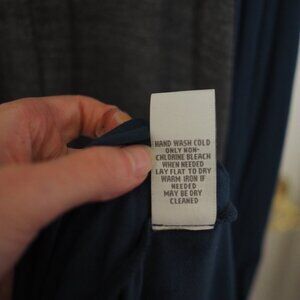 HAND WASH COLD
ONLY NON-
CHLORINE BLEACH
WHEN NEEDED
LAY FLAT TO DRY
WARM IRON IF
NEEDED
MAY BE DRY
CLEANED